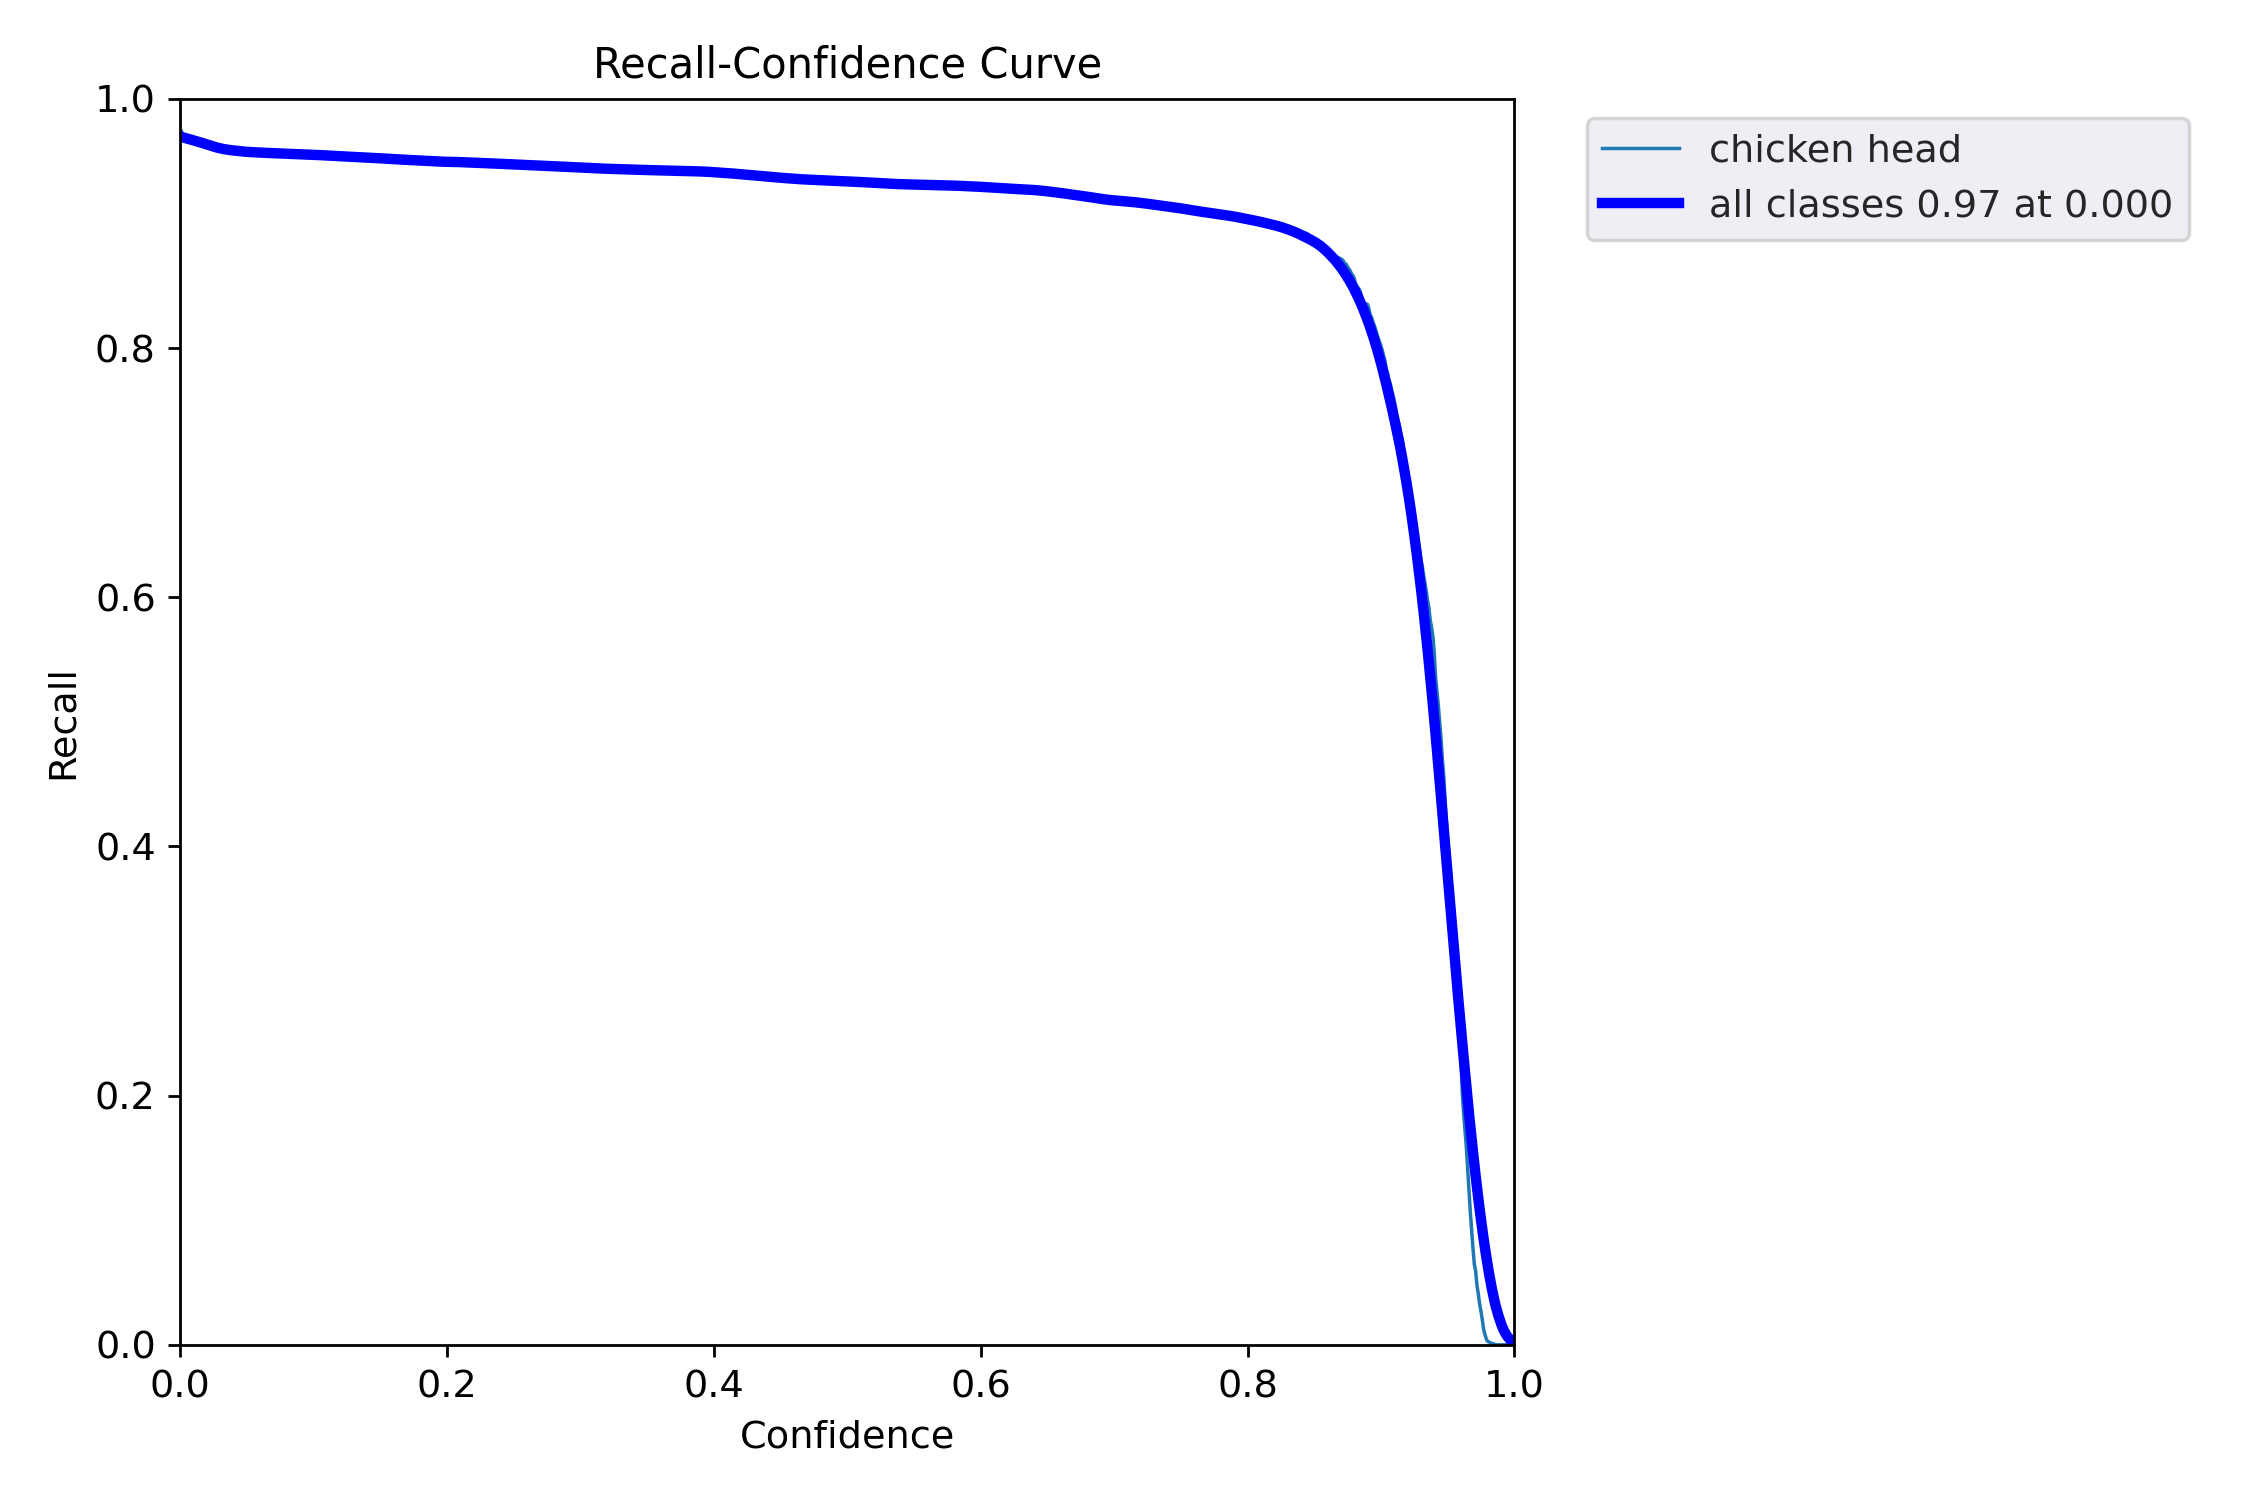 Recall-Confidence Curve
1.0
0.8
0.6
0.4
0.2
0.0
Recall
0.0 0.2 0.4 0.6 0.8 1.0
Confidence
chicken head
all classes 0.97 at 0.000